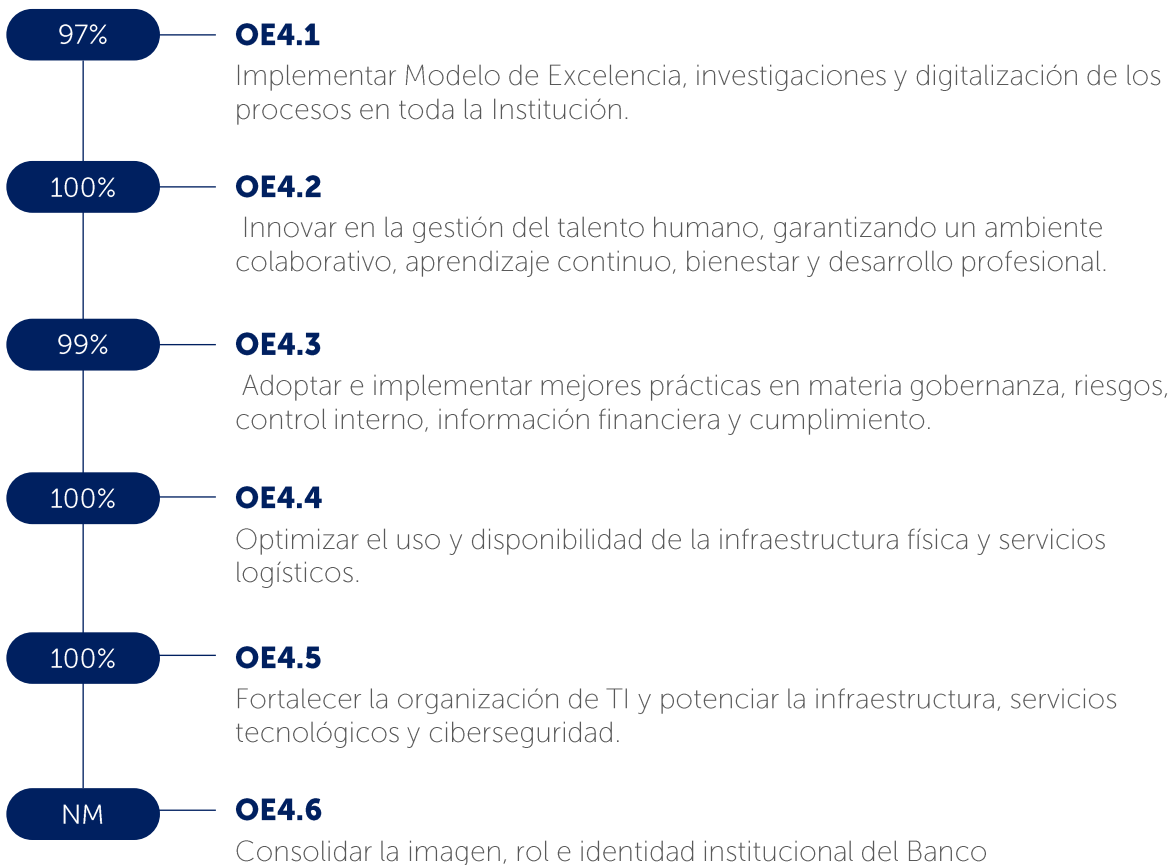 97%
OE4.1
Implementar Modelo de Excelencia, investigaciones y digitalización de los
procesos en toda la Institución.
100%
OE4.2
Innovar en la gestión del talento humano, garantizando un ambiente
colaborativo, aprendizaje continuo, bienestar y desarrollo profesional.
99%
OE4.3
Adoptar e implementar mejores prácticas en materia gobernanza, riesgos,
control interno, información financiera y cumplimiento.
100%
OE4.4
Optimizar el uso y disponibilidad de la infraestructura física y servicios
logísticos.
100%
OE4.5
Fortalecer la organización de TI y potenciar la infraestructura, servicios
tecnológicos y ciberseguridad.
NM
OE4.6
Consolidar la imagen, rol e identidad institucional del Banco